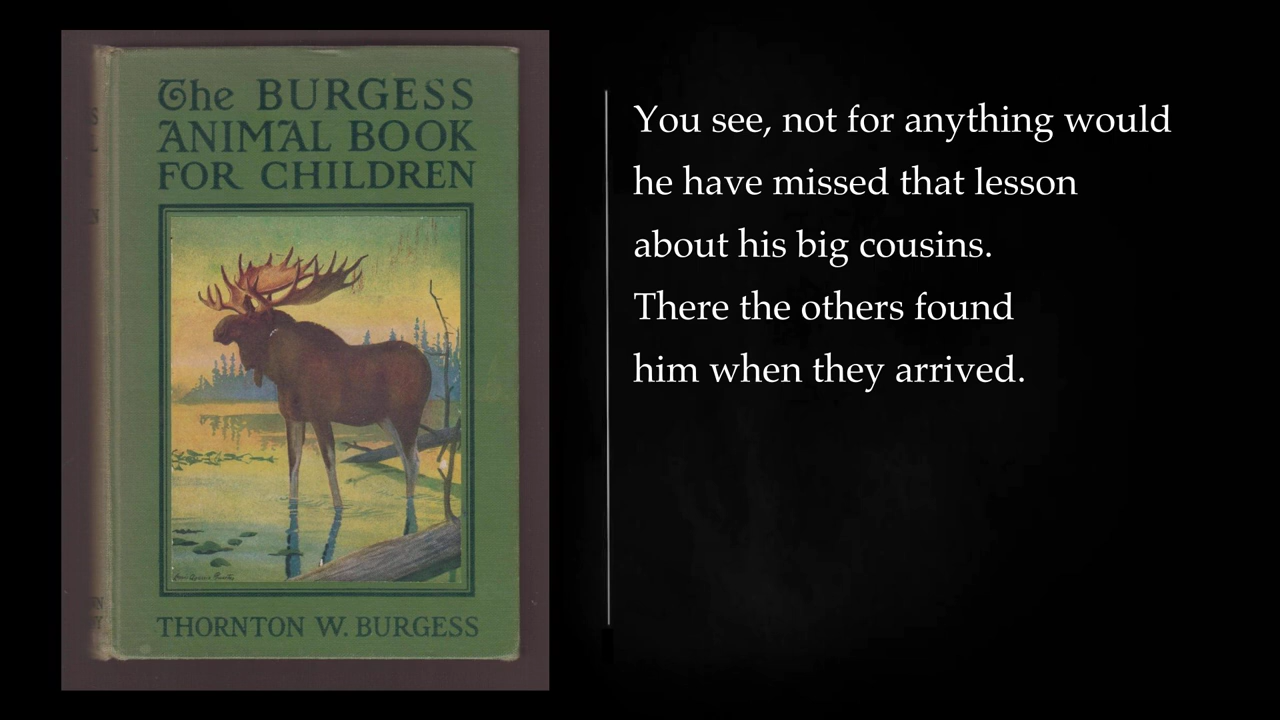 The BURGESS
ANIMAL BOOK
FOR CHILDREN
THORNTON W. BURGESS
You see, not for anything would
he have missed that lesson
about his big cousins.
There the others found
him when they arrived.